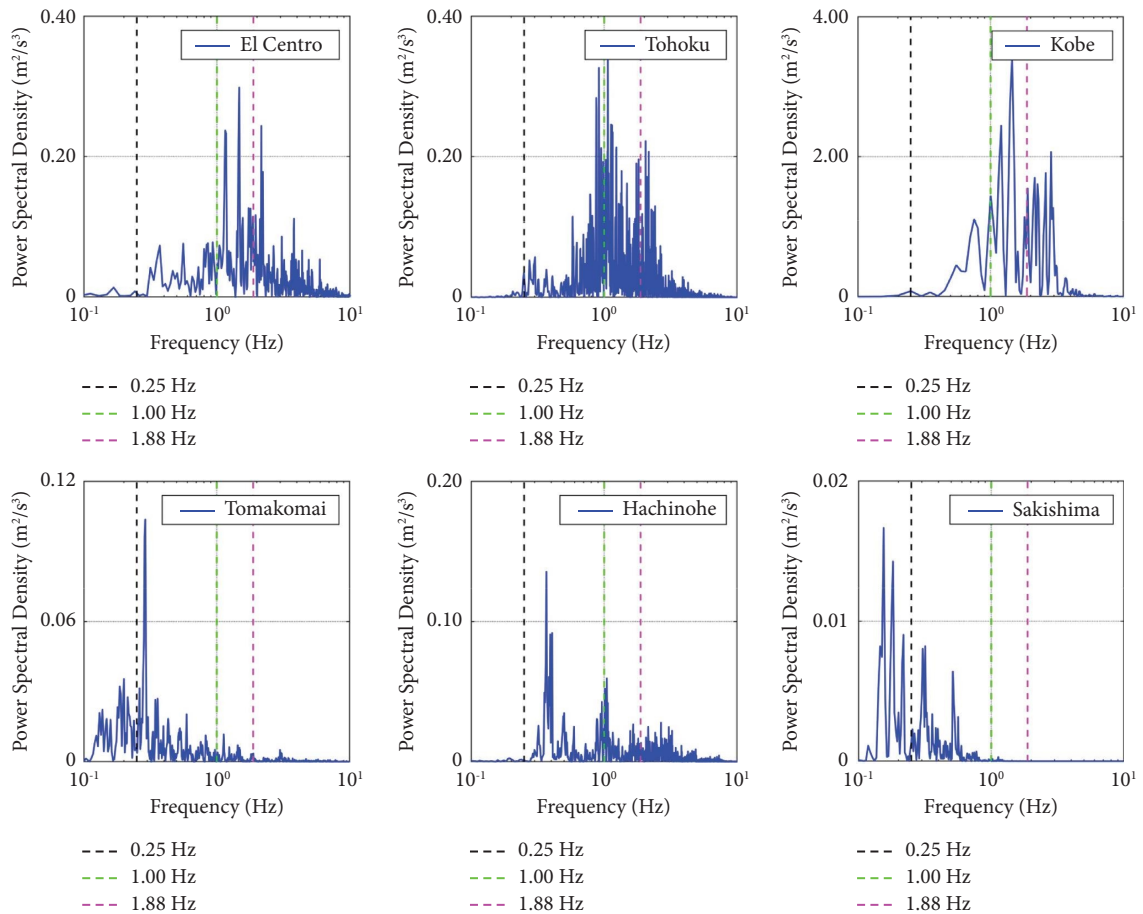 Power Spectral Density (m²/s³)
0.40
0.20
0
El Centro
10⁻¹ 10⁰ 10¹
Frequency (Hz)
0.25 Hz
1.00 Hz
1.88 Hz
Power Spectral Density (m²/s³)
0.40
0.20
0
Tohoku
10⁻¹ 10⁰ 10¹
Frequency (Hz)
0.25 Hz
1.00 Hz
1.88 Hz
Power Spectral Density (m²/s³)
4.00
2.00
0
Kobe
10⁻¹ 10⁰ 10¹
Frequency (Hz)
0.25 Hz
1.00 Hz
1.88 Hz
Power Spectral Density (m²/s³)
0.12
0.06
0
Tomakomai
10⁻¹ 10⁰ 10¹
Frequency (Hz)
0.25 Hz
1.00 Hz
1.88 Hz
Power Spectral Density (m²/s³)
0.20
0.10
0.00
Hachinohe
10⁻¹ 10⁰ 10¹
Frequency (Hz)
0.25 Hz
1.00 Hz
1.88 Hz
Power Spectral Density (m²/s³)
0.02
0.01
0
Sakishima
10⁻¹ 10⁰ 10¹
Frequency (Hz)
0.25 Hz
1.00 Hz
1.88 Hz